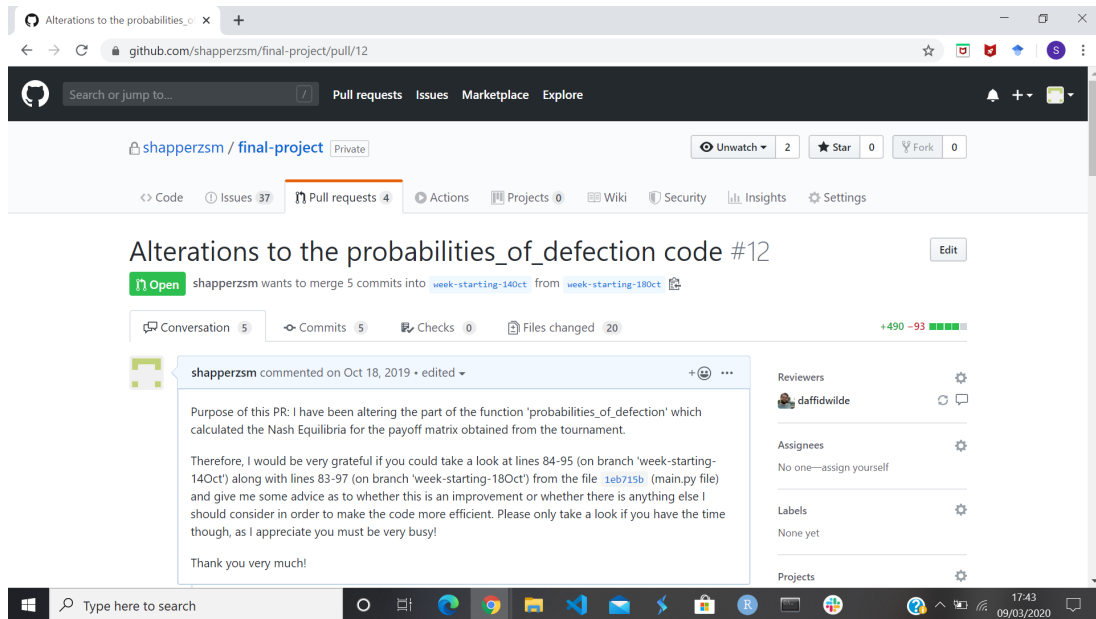 Alterations to the probabilities_o
github.com/shapperzsm/final-project/pull/12
S
Search or jump to...
/
Pull requests Issues Marketplace Explore
shapperzsm / final-project Private
Unwatch 2 Star 0 Fork 0
Code Issues 37 Pull requests 4 Actions Projects 0 Wiki Security Insights Settings
Alterations to the probabilities_of_defection code #12
Edit
Open shapperzsm wants to merge 5 commits into week-starting-14Oct from week-starting-18Oct
Conversation 5 Commits 5 Checks 0 Files changed 20 +490 −93
shapperzsm commented on Oct 18, 2019 • edited
Purpose of this PR: I have been altering the part of the function 'probabilities_of_defection' which
calculated the Nash Equilibria for the payoff matrix obtained from the tournament.
Therefore, I would be very grateful if you could take a look at lines 84-95 (on branch 'week-starting-
14Oct') along with lines 83-97 (on branch 'week-starting-18Oct') from the file 1eb715b (main.py file)
and give me some advice as to whether this is an improvement or whether there is anything else I
should consider in order to make the code more efficient. Please only take a look if you have the time
though, as I appreciate you must be very busy!
Thank you very much!
Reviewers
daffidwilde
Assignees
No one—assign yourself
Labels
None yet
Projects
Type here to search
R
17:43
09/03/2020